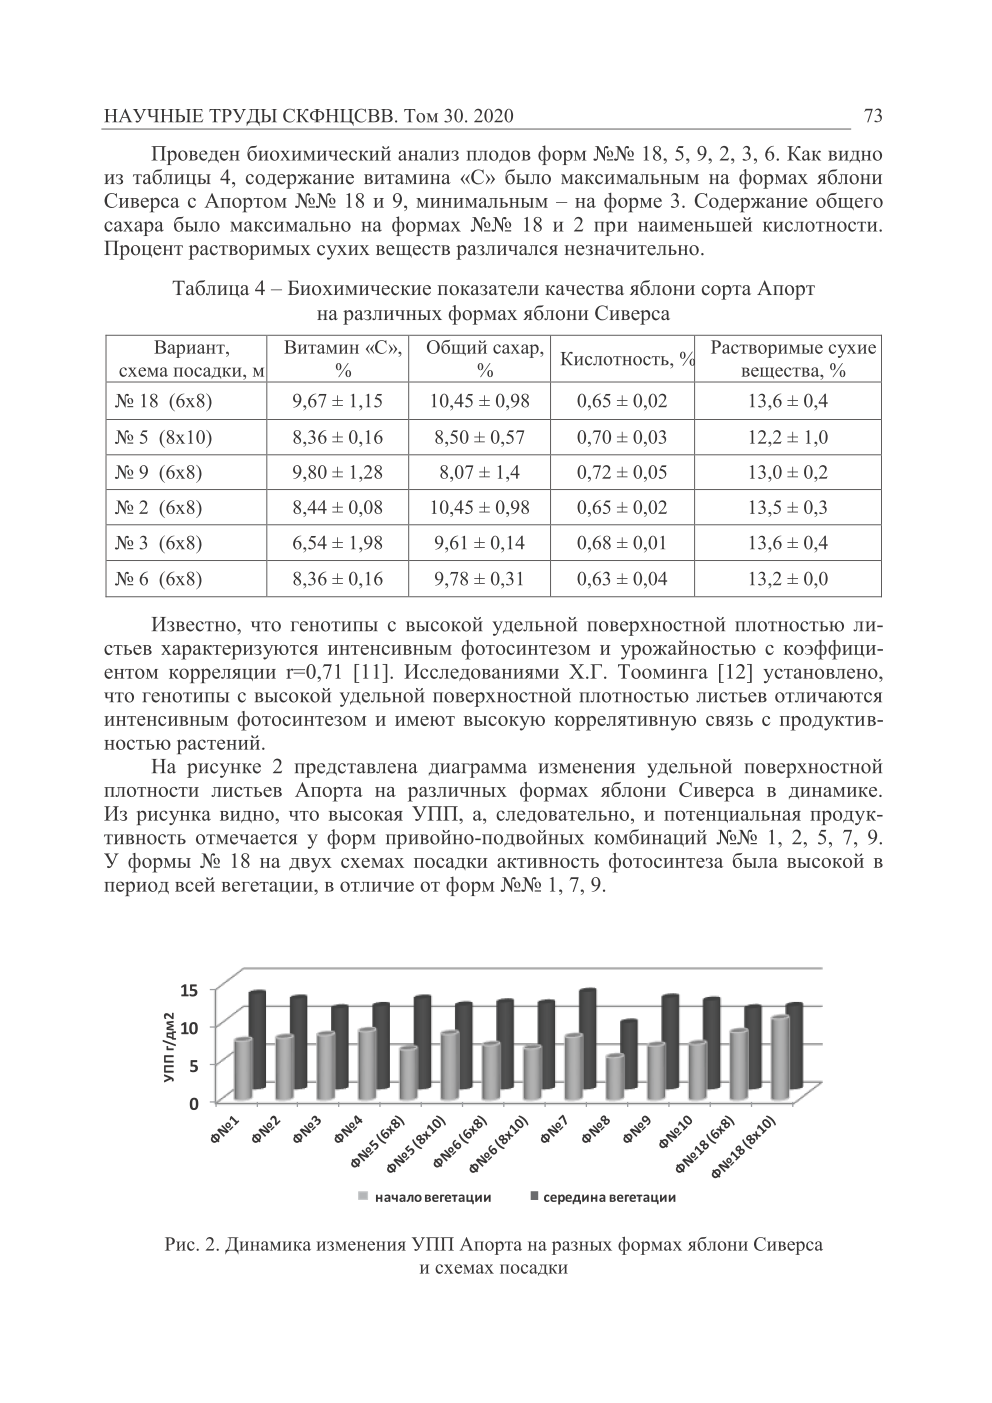 НАУЧНЫЕ ТРУДЫ СКФНЦСВВ. Том 30. 2020 73
Проведен биохимический анализ плодов форм №№ 18, 5, 9, 2, 3, 6. Как видно
из таблицы 4, содержание витамина «С» было максимальным на формах яблони
Сиверса с Апортом №№ 18 и 9, минимальным – на форме 3. Содержание общего
сахара было максимально на формах №№ 18 и 2 при наименьшей кислотности.
Процент растворимых сухих веществ различался незначительно.
Таблица 4 – Биохимические показатели качества яблони сорта Апорт
на различных формах яблони Сиверса
Вариант, схема посадки, м Витамин «С», % Общий сахар, % Кислотность, % Растворимые сухие вещества, %
№ 18 (6х8) 9,67 ± 1,15 10,45 ± 0,98 0,65 ± 0,02 13,6 ± 0,4
№ 5 (8х10) 8,36 ± 0,16 8,50 ± 0,57 0,70 ± 0,03 12,2 ± 1,0
№ 9 (6х8) 9,80 ± 1,28 8,07 ± 1,4 0,72 ± 0,05 13,0 ± 0,2
№ 2 (6х8) 8,44 ± 0,08 10,45 ± 0,98 0,65 ± 0,02 13,5 ± 0,3
№ 3 (6х8) 6,54 ± 1,98 9,61 ± 0,14 0,68 ± 0,01 13,6 ± 0,4
№ 6 (6х8) 8,36 ± 0,16 9,78 ± 0,31 0,63 ± 0,04 13,2 ± 0,0
Известно, что генотипы с высокой удельной поверхностной плотностью ли-
стьев характеризуются интенсивным фотосинтезом и урожайностью с коэффици-
ентом корреляции r=0,71 [11]. Исследованиями Х.Г. Тооминга [12] установлено,
что генотипы с высокой удельной поверхностной плотностью листьев отличаются
интенсивным фотосинтезом и имеют высокую коррелятивную связь с продуктив-
ностью растений.
На рисунке 2 представлена диаграмма изменения удельной поверхностной
плотности листьев Апорта на различных формах яблони Сиверса в динамике.
Из рисунка видно, что высокая УПП, а, следовательно, и потенциальная продук-
тивность отмечается у форм привойно-подвойных комбинаций №№ 1, 2, 5, 7, 9.
У формы № 18 на двух схемах посадки активность фотосинтеза была высокой в
период всей вегетации, в отличие от форм №№ 1, 7, 9.
УПП г/дм2
15
10
5
0
Ф№1
Ф№2
Ф№3
Ф№4
Ф№5 (6х8)
Ф№5 (8х10)
Ф№6 (6х8)
Ф№6 (8х10)
Ф№7
Ф№8
Ф№9
Ф№10
Ф№18 (6х8)
Ф№18 (8х10)
начало вегетации середина вегетации
Рис. 2. Динамика изменения УПП Апорта на разных формах яблони Сиверса
и схемах посадки